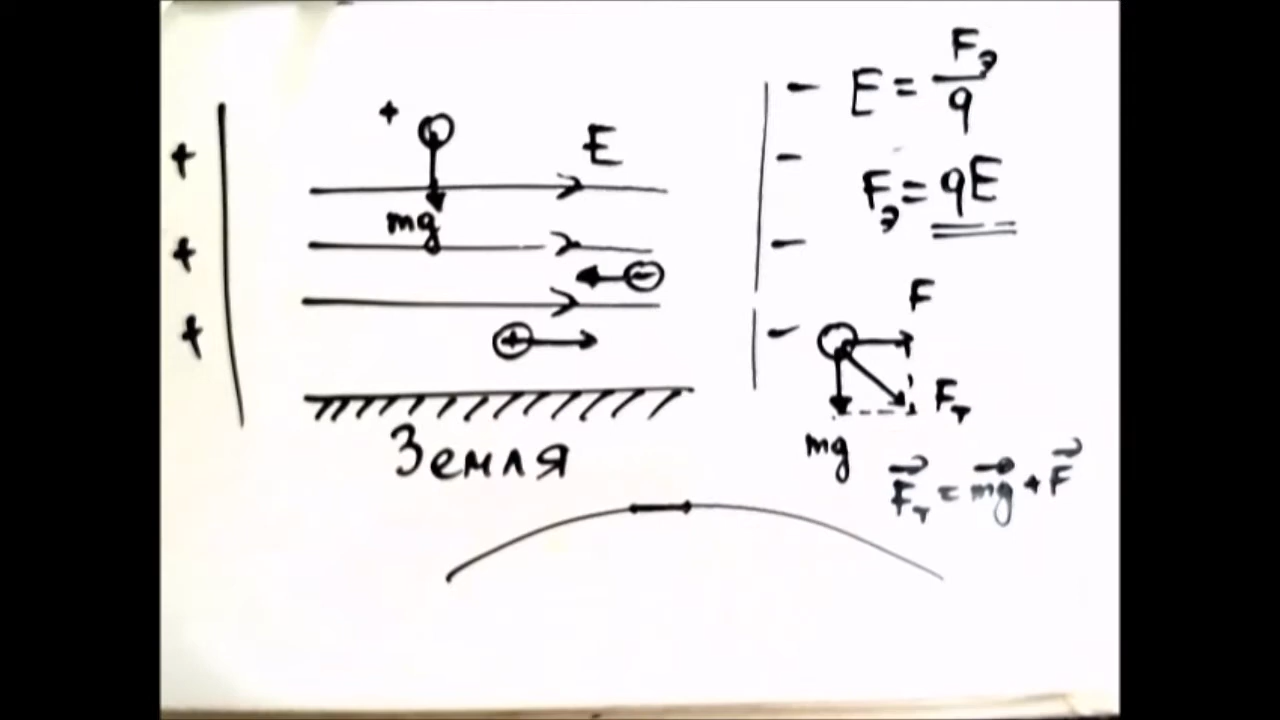 + + +
+
mg
E
-
+
Земля
- - - -
E = Fэ/q
Fэ = qE
F
Fт
mg
F⃗т = m⃗g + F⃗